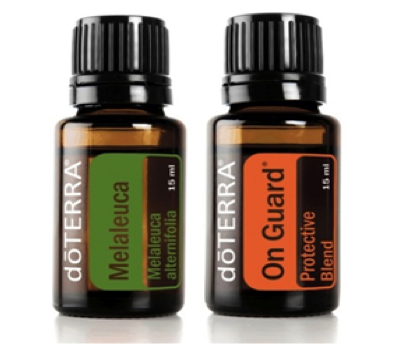 dōTERRA®
Melaleuca
Melaleuca
alternifolia
15 ml
dōTERRA®
On Guard®
Protective
Blend
15 ml